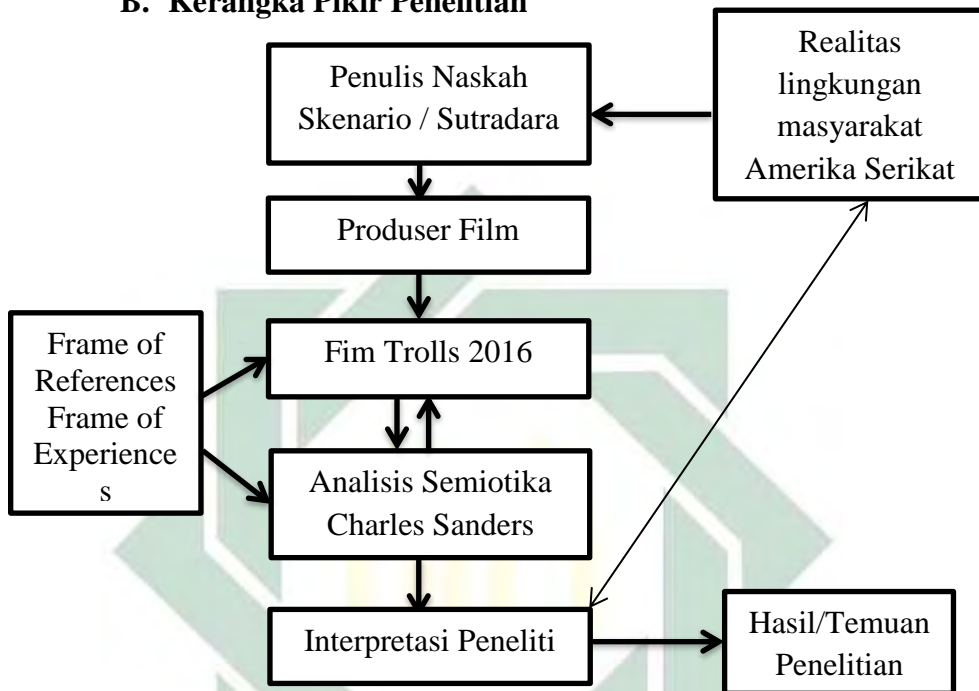 B. Kerangka Pikir Penelitian
Penulis Naskah
Skenario / Sutradara
Realitas
lingkungan
masyarakat
Amerika Serikat
Produser Film
Frame of
References
Frame of
Experience
s
Fim Trolls 2016
Analisis Semiotika
Charles Sanders
Interpretasi Peneliti
Hasil/Temuan
Penelitian